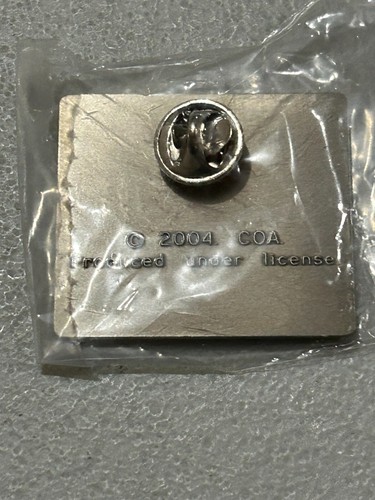 © 2004. COA
Produced under license